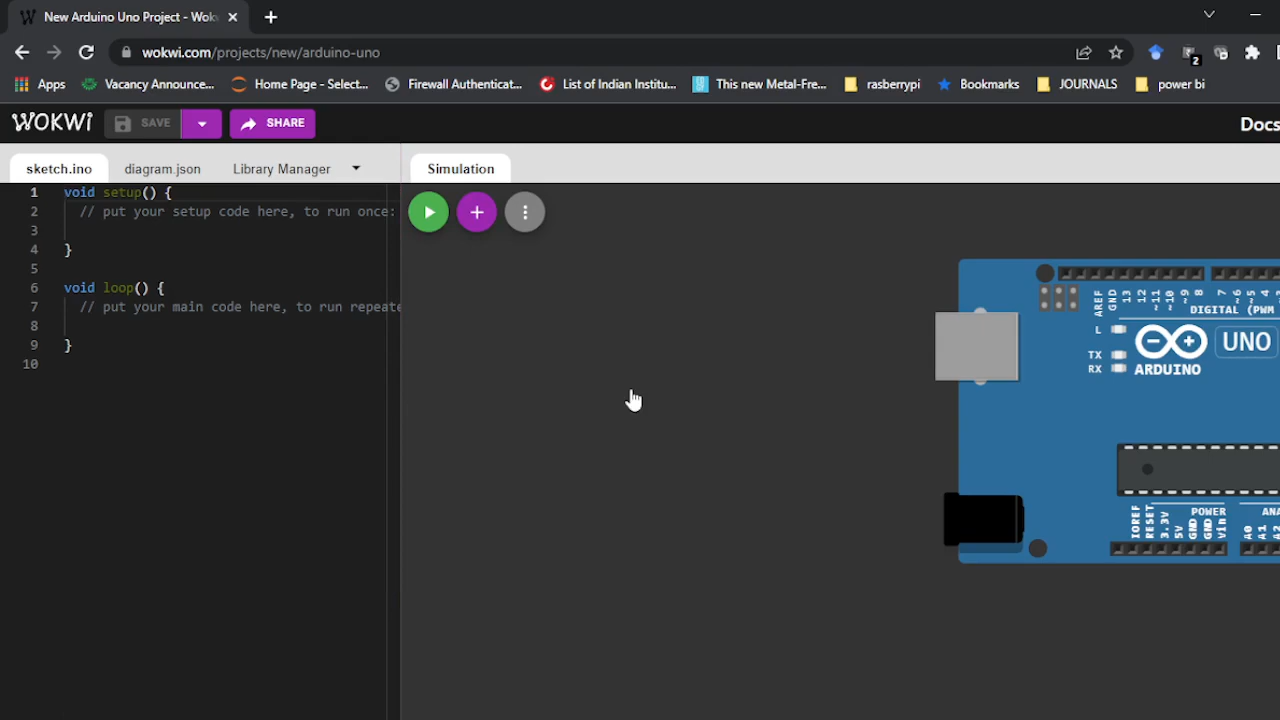 New Arduino Uno Project - Wok
wokwi.com/projects/new/arduino-uno
2
Apps Vacancy Announce... Home Page - Select... Firewall Authenticat... List of Indian Institu... This new Metal-Fre... rasberrypi Bookmarks JOURNALS power bi
WOKWI SAVE SHARE Docs
sketch.ino diagram.json Library Manager Simulation
1 void setup() {
2 // put your setup code here, to run once:
3
4 }
5
6 void loop() {
7 // put your main code here, to run repeate
8
9 }
10
AREF GND 13 12 ~11 ~10 ~9 8 7 ~6 ~5 4
DIGITAL (PWM
L
TX
RX
UNO
ARDUINO
IOREF RESET 3.3V 5V GND GND Vin A0 A1 A2
POWER ANA